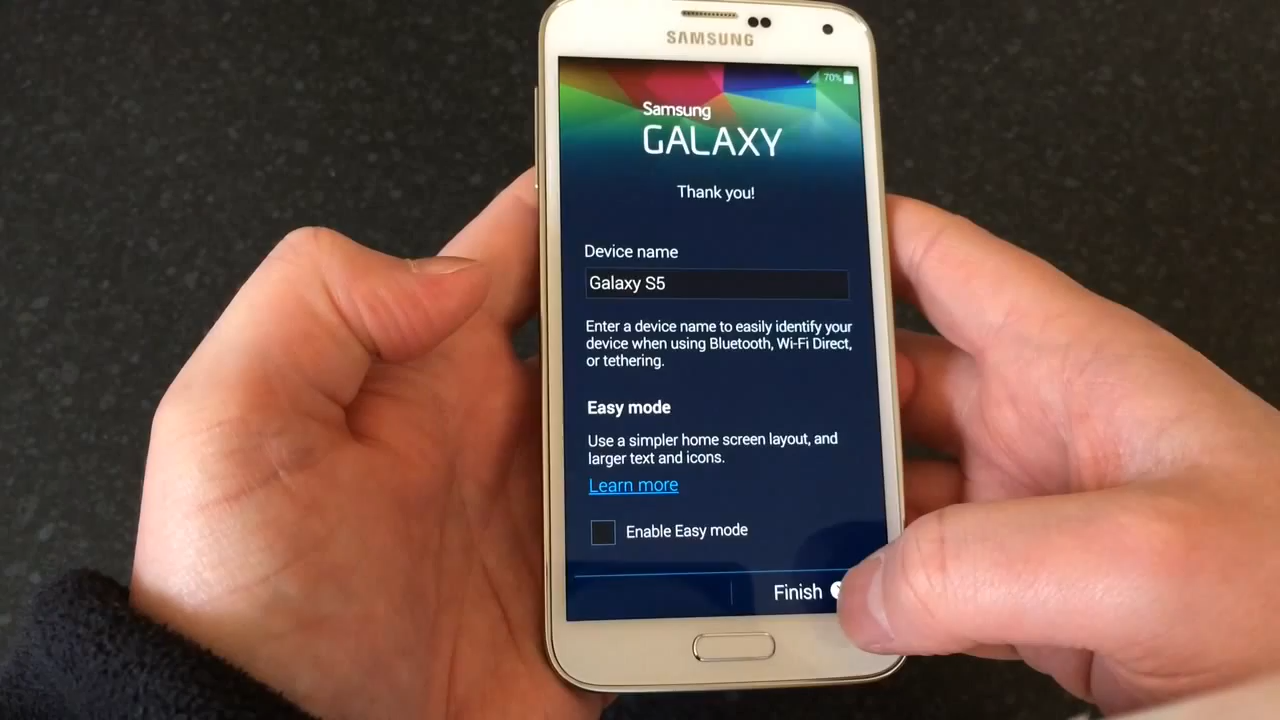 SAMSUNG
70%
Samsung
GALAXY
Thank you!
Device name
Galaxy S5
Enter a device name to easily identify your
device when using Bluetooth, Wi-Fi Direct,
or tethering.
Easy mode
Use a simpler home screen layout, and
larger text and icons.
Learn more
Enable Easy mode
Finish